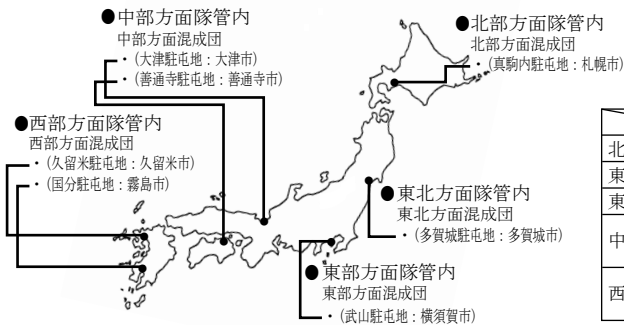 ●中部方面隊管内
中部方面混成団
・（大津駐屯地：大津市）
・（善通寺駐屯地：善通寺市）
●北部方面隊管内
北部方面混成団
・（真駒内駐屯地：札幌市）
●西部方面隊管内
西部方面混成団
・（久留米駐屯地：久留米市）
・（国分駐屯地：霧島市）
●東北方面隊管内
東北方面混成団
・（多賀城駐屯地：多賀城市）
●東部方面隊管内
東部方面混成団
・（武山駐屯地：横須賀市）
北
東
東
中
西